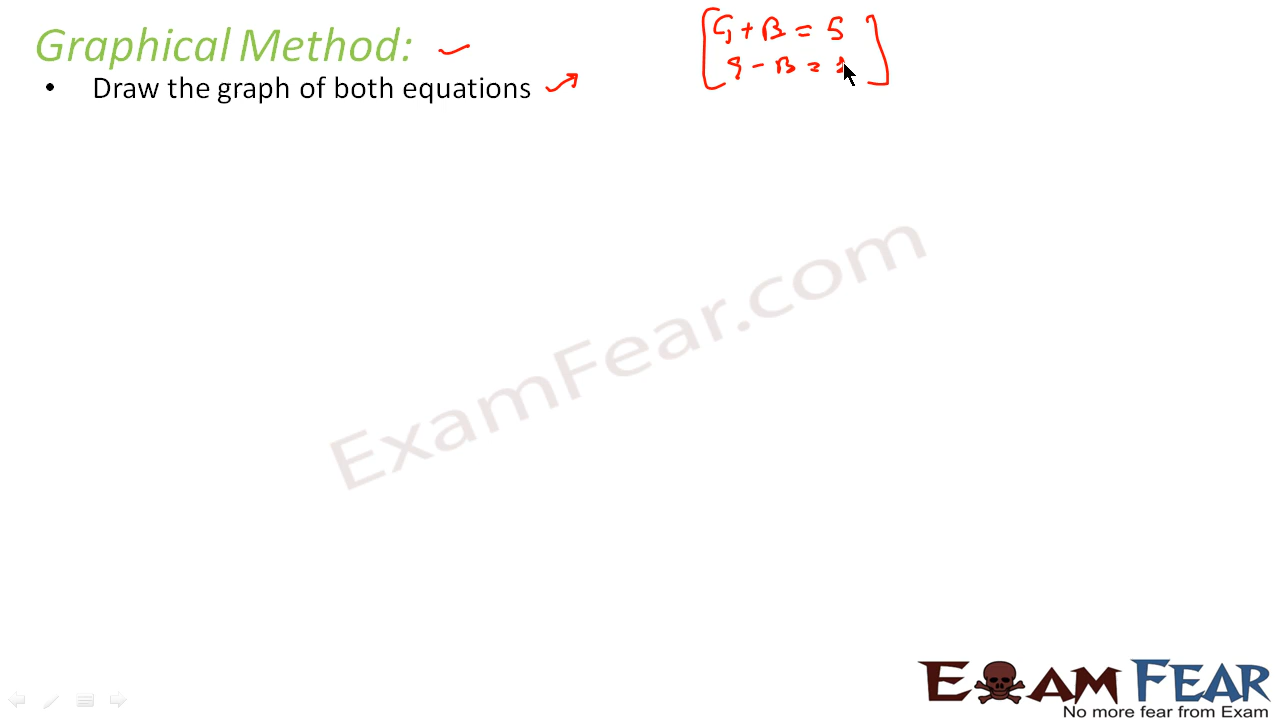 Graphical Method:
• Draw the graph of both equations
G + B = 5
G - B =
ExamFear.com
EXAM FEAR
No more fear from Exam